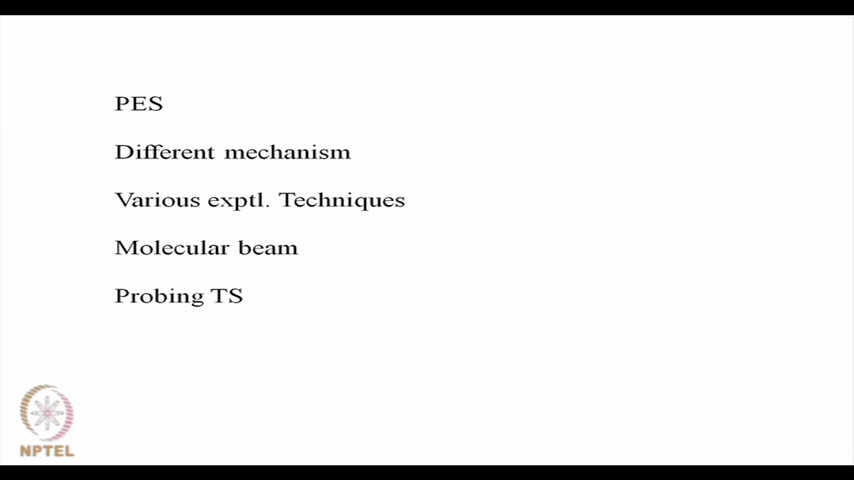 PES
Different mechanism
Various exptl. Techniques
Molecular beam
Probing TS
NPTEL